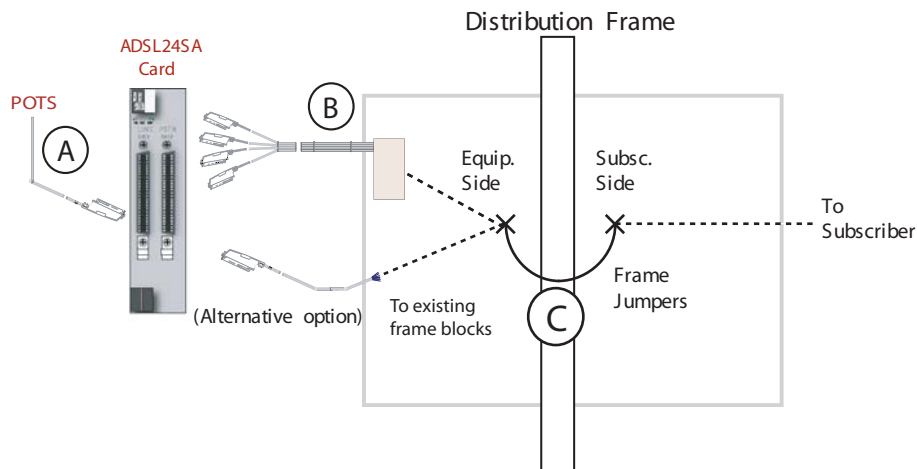 Distribution Frame
ADSL24SA
Card
POTS
A
B
Equip.
Side
Subsc.
Side
To
Subscriber
Frame
Jumpers
(Alternative option)
To existing
frame blocks
C